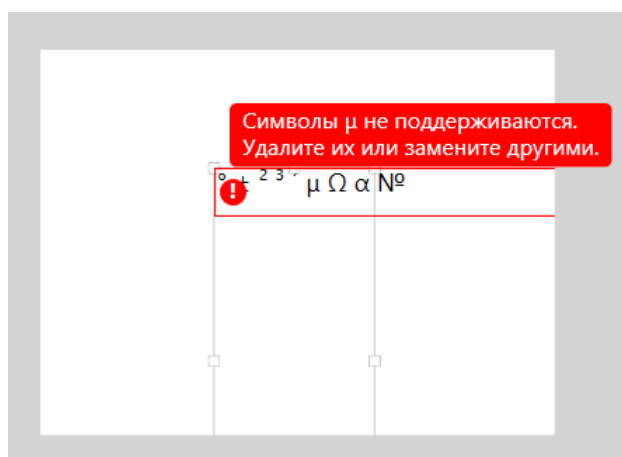 Символы μ не поддерживаются.
Удалите их или замените другими.
° ± ² ³ μ Ω α №